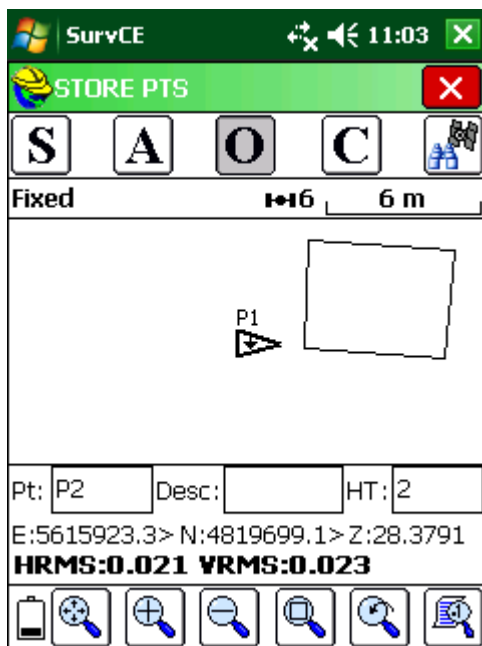 SurvCE 11:03
STORE PTS
S A O C
Fixed 6 6 m
P1
Pt: P2 Desc: HT: 2
E:5615923.3> N:4819699.1> Z:28.3791
HRMS:0.021 VRMS:0.023